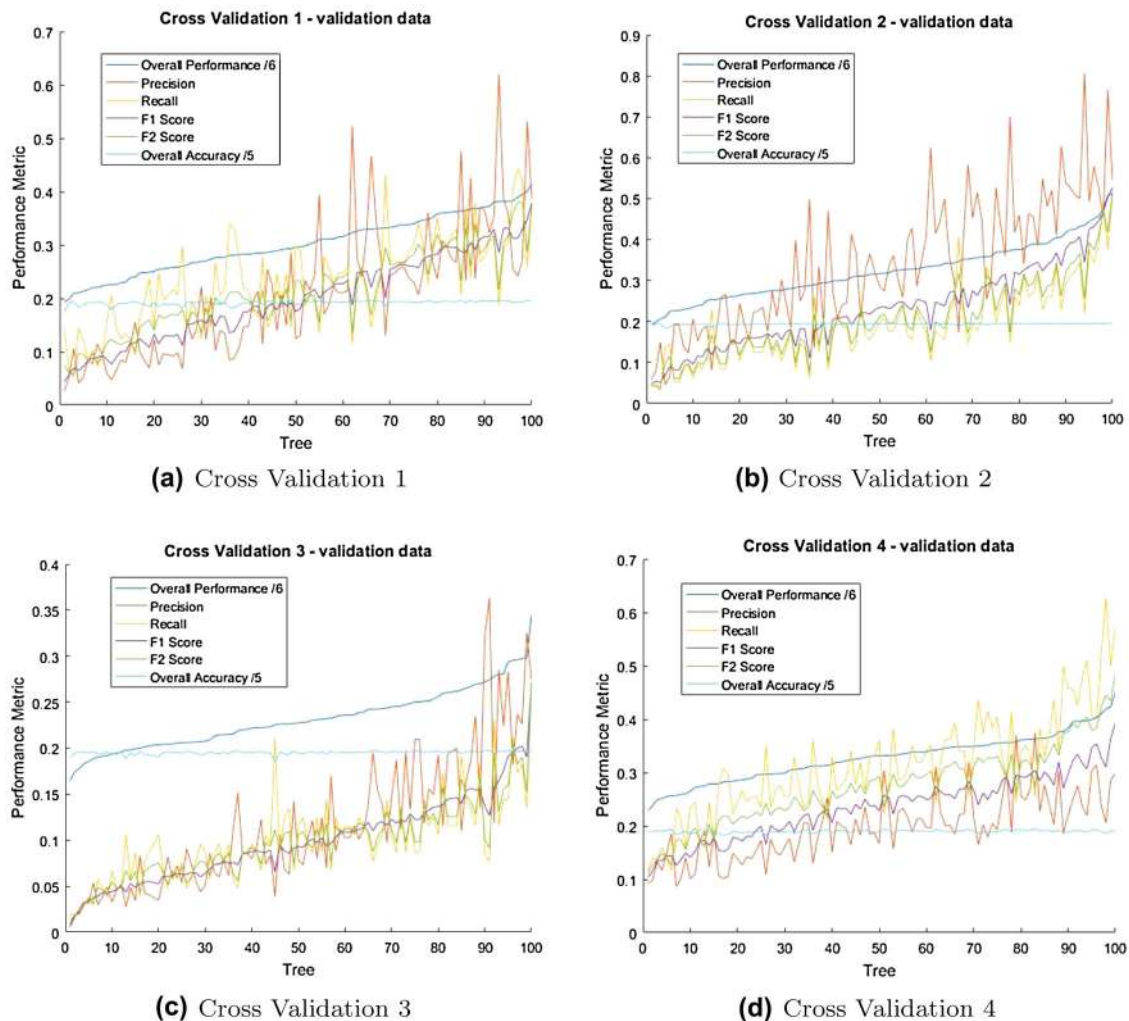 Cross Validation 1 - validation data
0.7
0.6
0.5
0.4
0.3
0.2
0.1
0
Performance Metric
Overall Performance /6
Precision
Recall
F1 Score
F2 Score
Overall Accuracy /5
0 10 20 30 40 50 60 70 80 90 100
Tree
(a) Cross Validation 1
Cross Validation 2 - validation data
0.9
0.8
0.7
0.6
0.5
0.4
0.3
0.2
0.1
0
Performance Metric
Overall Performance /6
Precision
Recall
F1 Score
F2 Score
Overall Accuracy /5
0 10 20 30 40 50 60 70 80 90 100
Tree
(b) Cross Validation 2
Cross Validation 3 - validation data
0.4
0.35
0.3
0.25
0.2
0.15
0.1
0.05
0
Performance Metric
Overall Performance /6
Precision
Recall
F1 Score
F2 Score
Overall Accuracy /5
0 10 20 30 40 50 60 70 80 90 100
Tree
(c) Cross Validation 3
Cross Validation 4 - validation data
0.7
0.6
0.5
0.4
0.3
0.2
0.1
0
Performance Metric
Overall Performance /6
Precision
Recall
F1 Score
F2 Score
Overall Accuracy /5
0 10 20 30 40 50 60 70 80 90 100
Tree
(d) Cross Validation 4